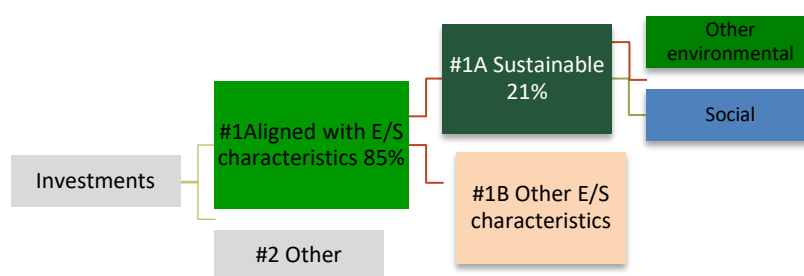 Investments
#1Aligned with E/S
characteristics 85%
#2 Other
#1A Sustainable
21%
#1B Other E/S
characteristics
Other
environmental
Social